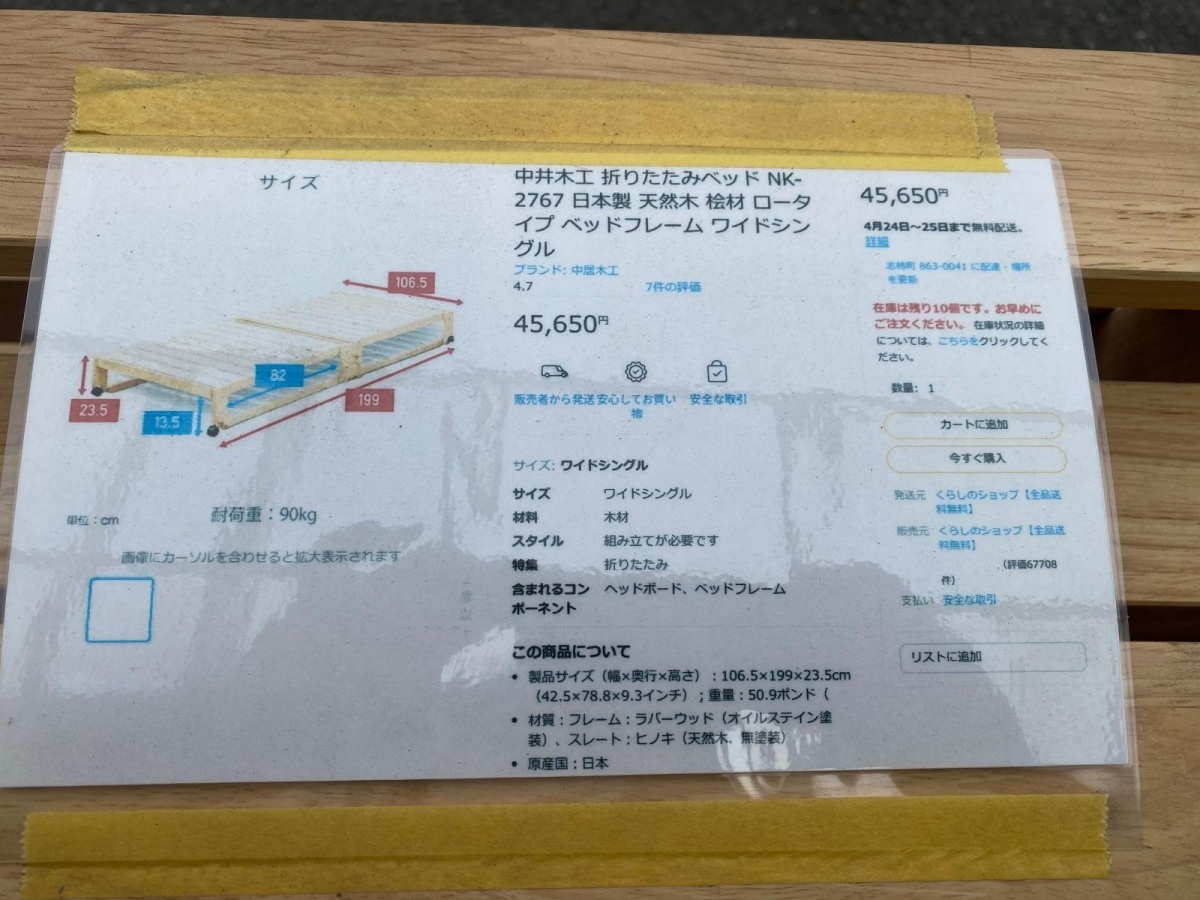 サイズ
106.5
82
199
23.5
13.5
単位：cm
耐荷重：90kg
画像にカーソルを合わせると拡大表示されます
中井木工 折りたたみベッド NK-
2767 日本製 天然木 桧材 ロータ
イプ ベッドフレーム ワイドシン
グル
ブランド: 中居木工
4.7
7件の評価
45,650円
販売者から発送
安心してお買い
物
安全な取引
サイズ: ワイドシングル
サイズ ワイドシングル
材料 木材
スタイル 組み立てが必要です
特集 折りたたみ
含まれるコン ヘッドボード、ベッドフレーム
ポーネント
この商品について
• 製品サイズ（幅×奥行×高さ）：106.5×199×23.5cm
（42.5×78.8×9.3インチ）；重量：50.9ポンド（
• 材質：フレーム：ラバーウッド（オイルステイン塗
装）、スレート：ヒノキ（天然木、無塗装）
• 原産国：日本
45,650円
4月24日～25日まで無料配送。
詳細
863-0041 に配達 - 場所
を更新
在庫は残り10個です。お早めに
ご注文ください。 在庫状況の詳細
については、こちらをクリックしてく
ださい。
数量： 1
カートに追加
今すぐ購入
発送元 くらしのショップ【全品送
料無料】
販売元 くらしのショップ【全品送
料無料】
（評価67708
件）
支払い 安全な取引
リストに追加